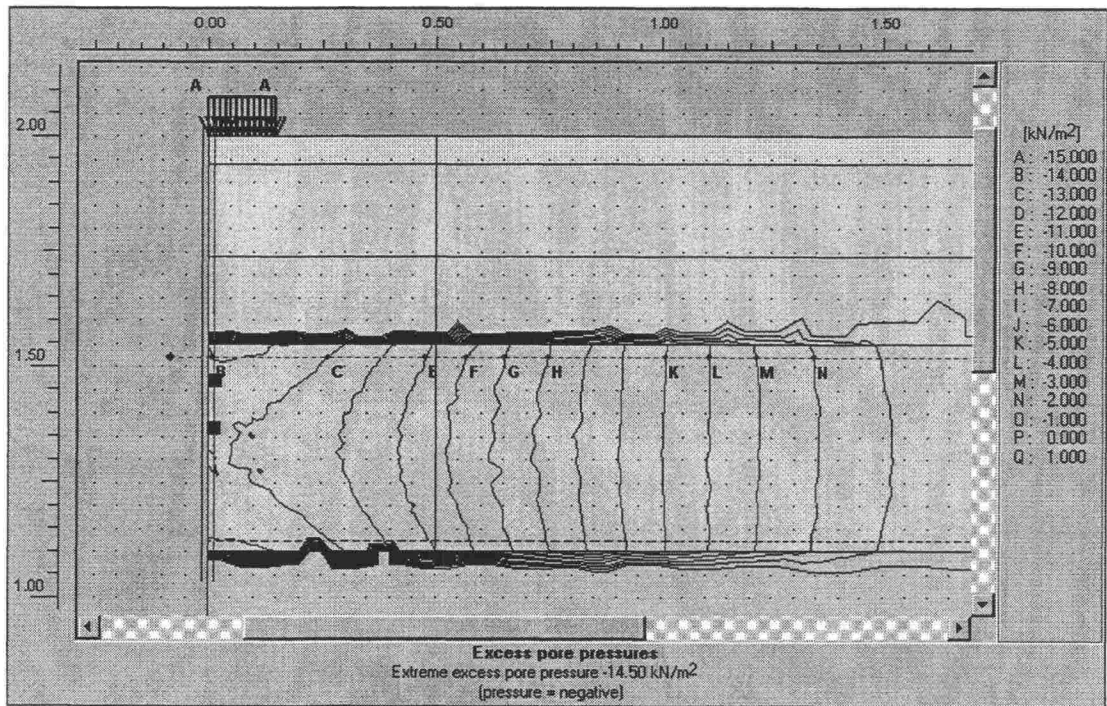 0.00 0.50 1.00 1.50
A A
2.00
1.50
1.00
B C E F G H K L M N
[kN/m²]
A : -15.000
B : -14.000
C : -13.000
D : -12.000
E : -11.000
F : -10.000
G : -9.000
H : -8.000
I : -7.000
J : -6.000
K : -5.000
L : -4.000
M : -3.000
N : -2.000
O : -1.000
P : 0.000
Q : 1.000
Excess pore pressures
Extreme excess pore pressure -14.50 kN/m²
(pressure = negative)